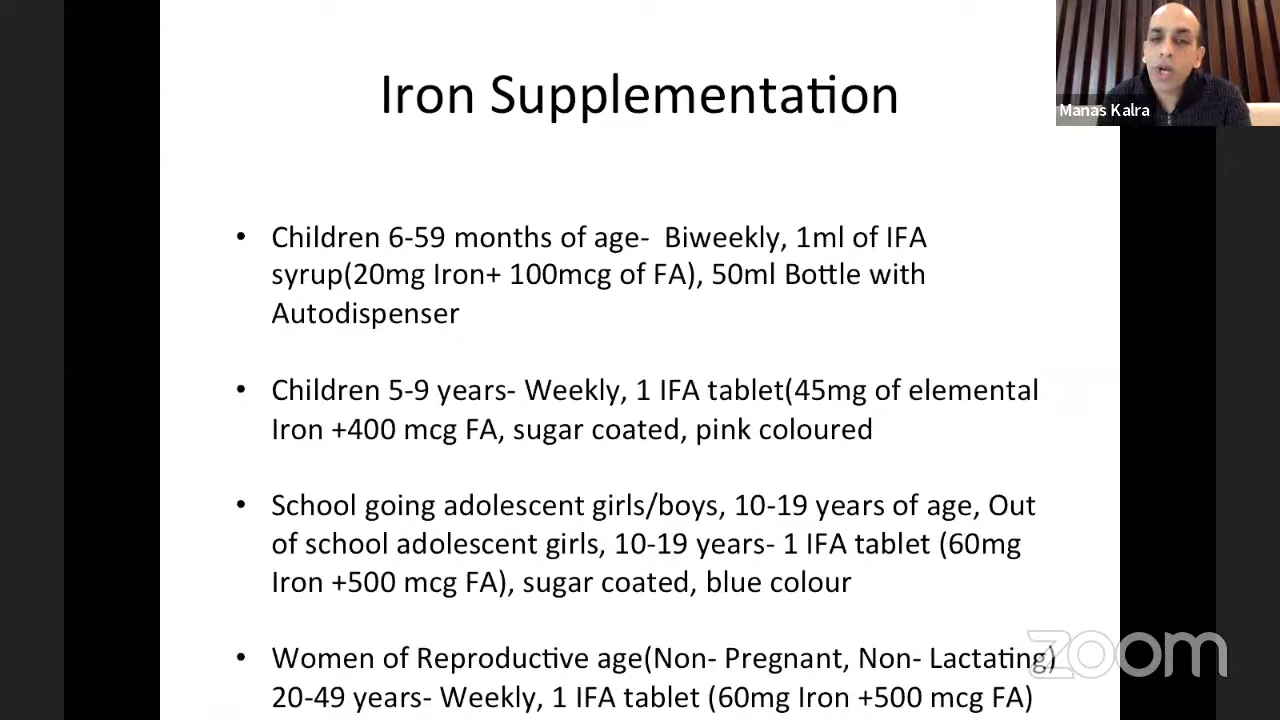 Iron Supplementation
Manas Kalra
• Children 6-59 months of age-  Biweekly, 1ml of IFA
syrup(20mg Iron+ 100mcg of FA), 50ml Bottle with
Autodispenser
• Children 5-9 years- Weekly, 1 IFA tablet(45mg of elemental
Iron +400 mcg FA, sugar coated, pink coloured
• School going adolescent girls/boys, 10-19 years of age, Out
of school adolescent girls, 10-19 years- 1 IFA tablet (60mg
Iron +500 mcg FA), sugar coated, blue colour
• Women of Reproductive age(Non- Pregnant, Non- Lactating)
20-49 years- Weekly, 1 IFA tablet (60mg Iron +500 mcg FA)
zoom